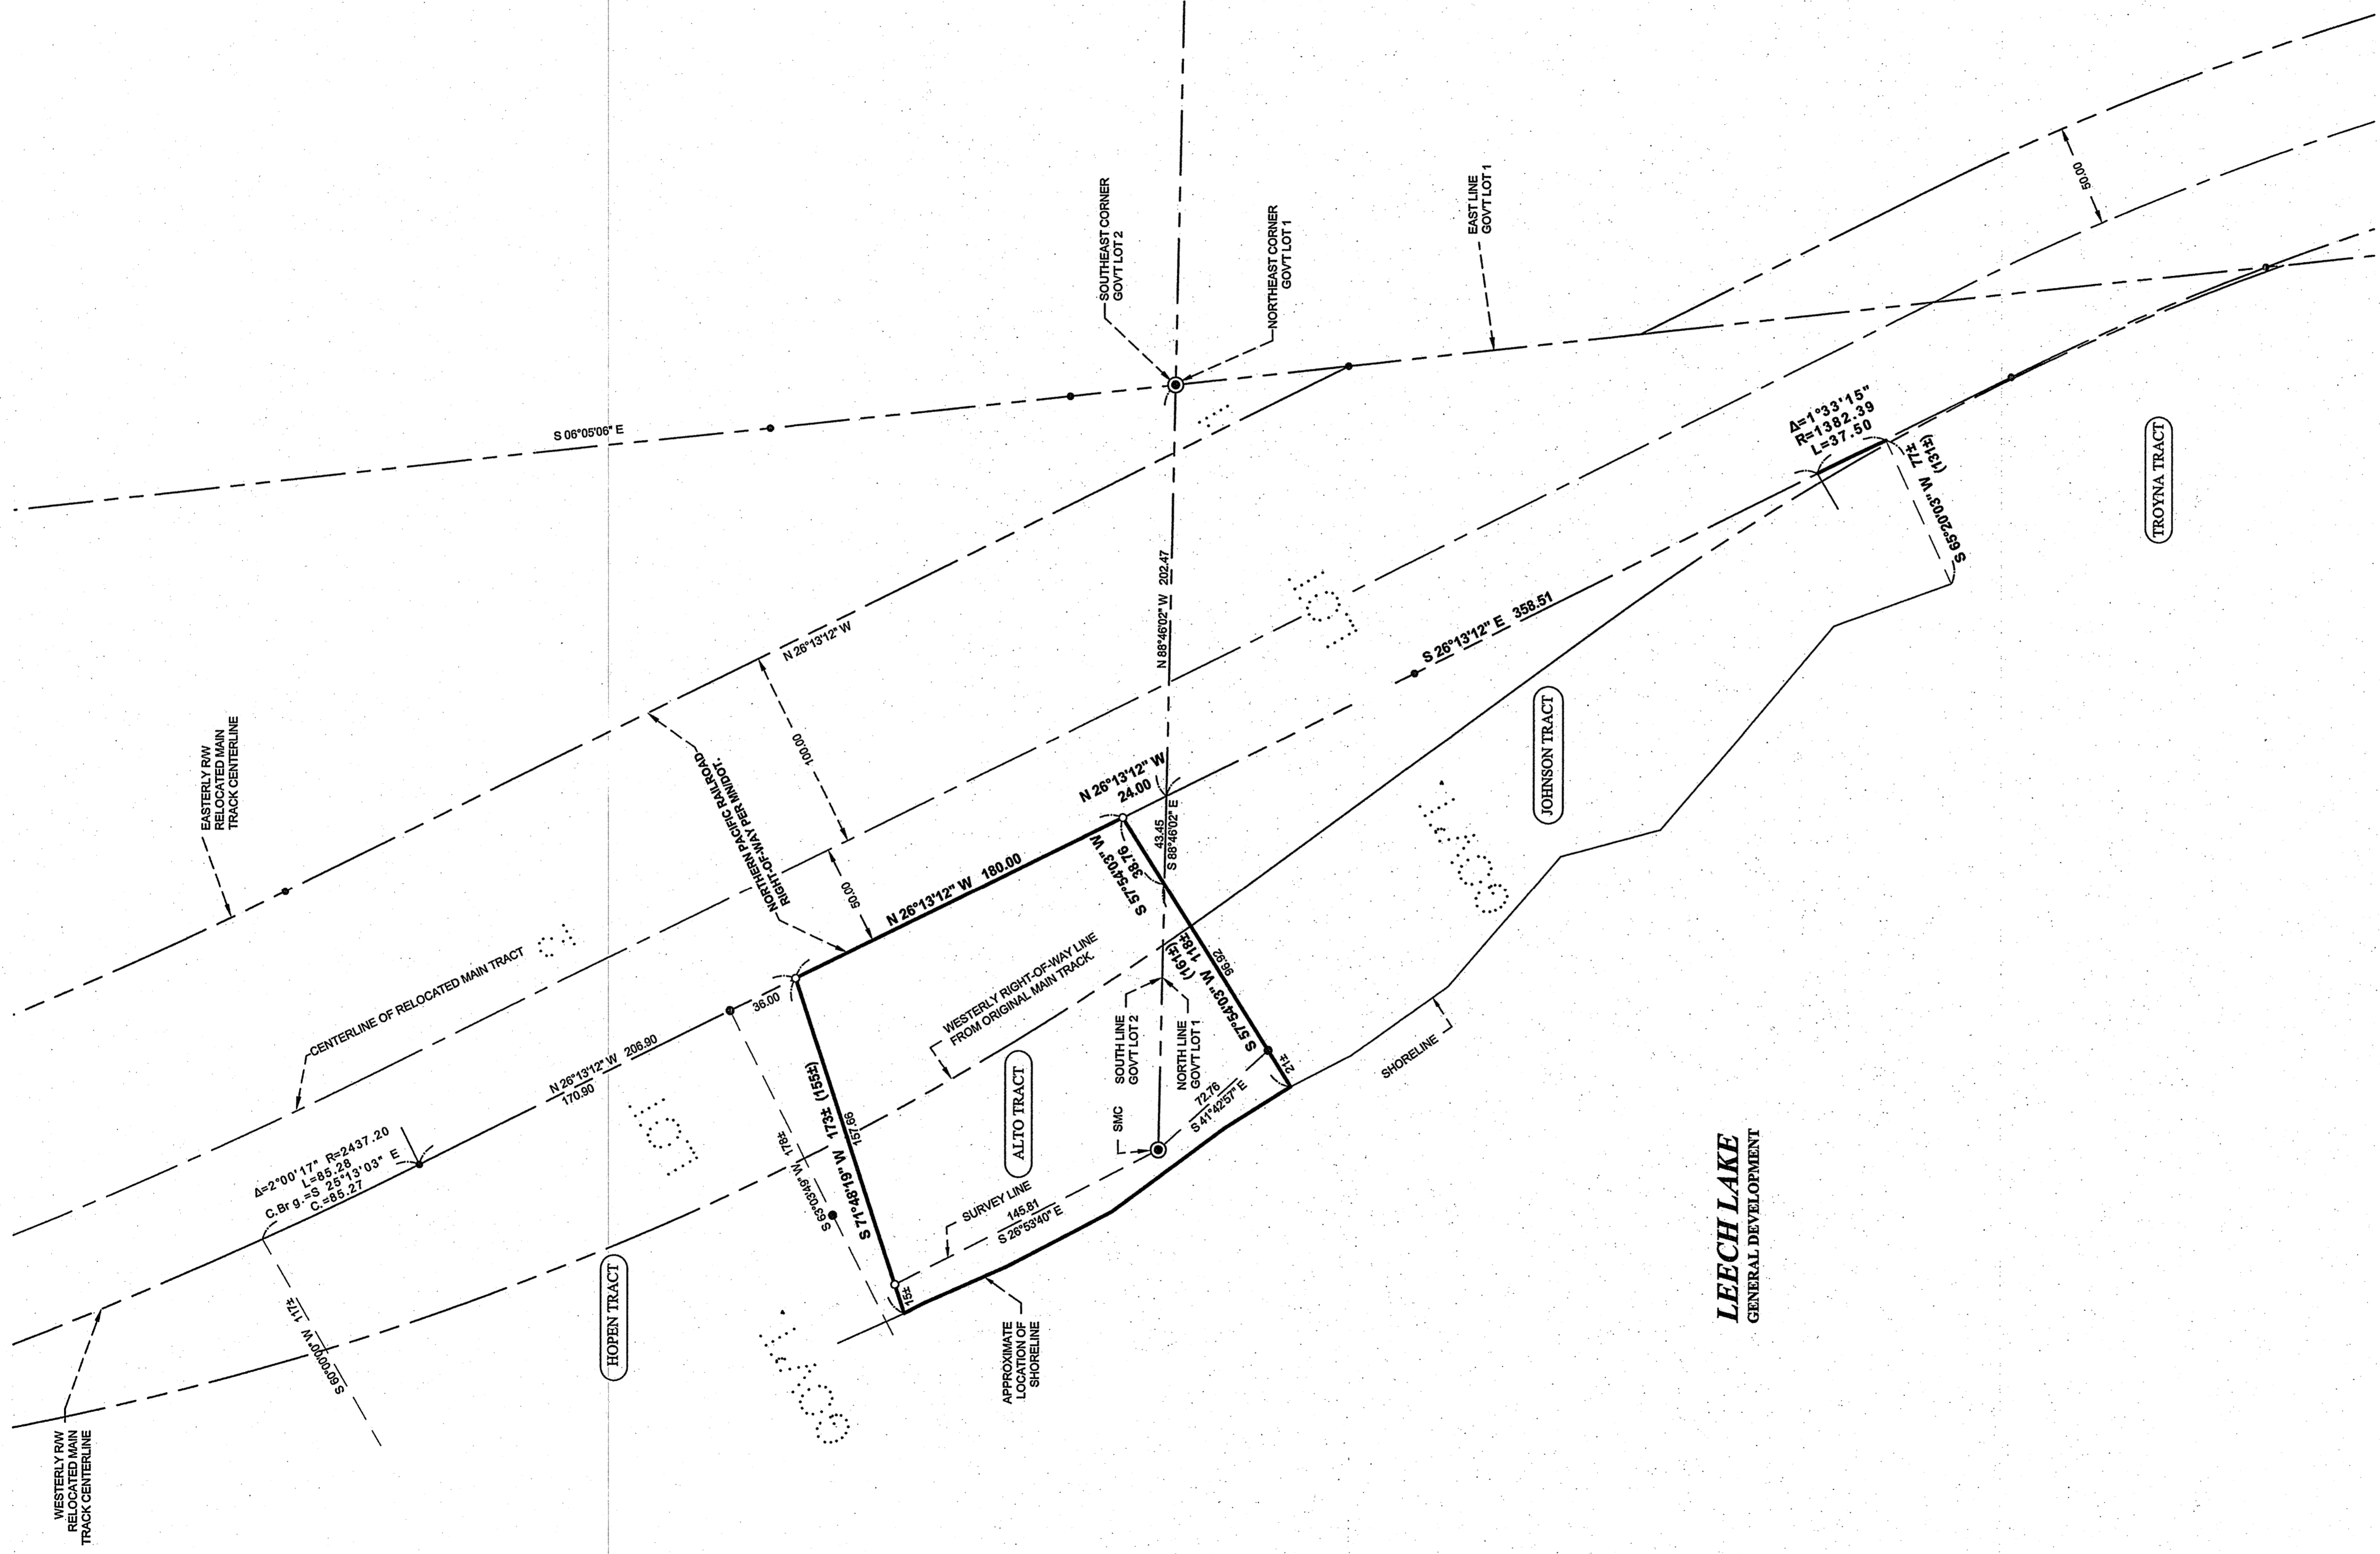 WESTERLY R/W
RELOCATED MAIN
TRACK CENTERLINE
EASTERLY R/W
RELOCATED MAIN
TRACK CENTERLINE
CENTERLINE OF RELOCATED MAIN TRACT
Δ=2°00'17" R=2437.20
L=85.28
C.Brg.=S 25°13'03" E
C.=85.27
S 60°00'00" W 117±
N 26°13'12" W 206.90
170.90
36.00
HOPEN TRACT
S 06°05'06" E
N 26°13'12" W
NORTHERN PACIFIC RAILROAD
RIGHT-OF-WAY PER MN/DOT.
100.00
50.00
2
LOT
GOV'T.
S 63°03'49" W 178±
S 71°48'19" W 173± (155±)
157.66
15±
N 26°13'12" W 180.00
WESTERLY RIGHT-OF-WAY LINE
FROM ORIGINAL MAIN TRACK.
ALTO TRACT
SURVEY LINE
145.81
S 26°53'40" E
APPROXIMATE
LOCATION OF
SHORELINE
SMC
SOUTH LINE
GOV'T LOT 2
NORTH LINE
GOV'T LOT 1
72.76
S 41°42'57" E
21±
S 57°54'03" W 118±
(161±)
96.92
S 57°54'03" W
38.76
N 26°13'12" W
24.00
43.45
S 88°46'02" E
N 88°46'02" W 202.47
SOUTHEAST CORNER
GOV'T LOT 2
NORTHEAST CORNER
GOV'T LOT 1
EAST LINE
GOV'T LOT 1
1
LOT
GOV'T.
S 26°13'12" E 358.51
SHORELINE
JOHNSON TRACT
Δ=1°33'15"
R=1382.39
L=37.50
S 65°20'03" W 77±
(131±)
50.00
TROYNA TRACT
LEECH LAKE
GENERAL DEVELOPMENT